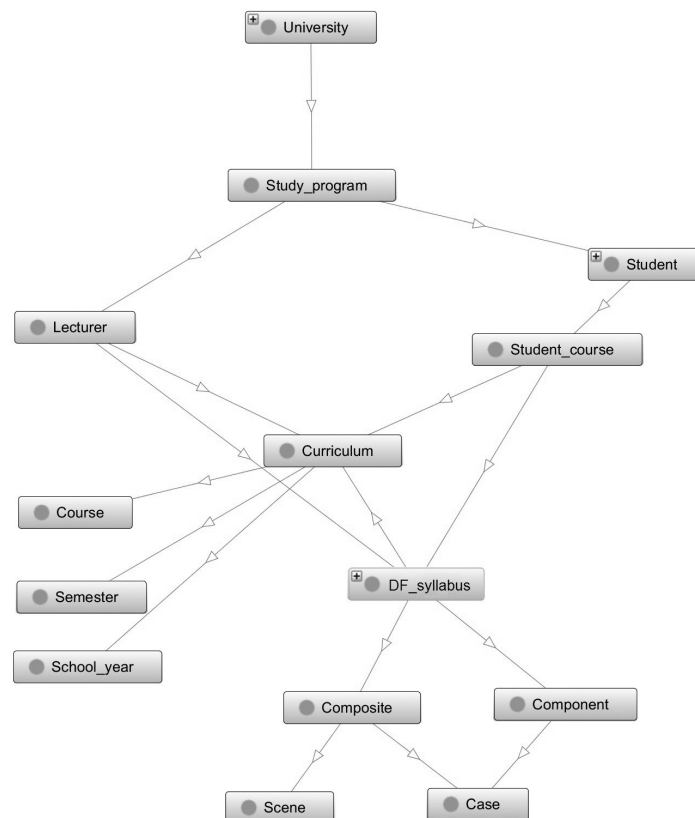 University
Study_program
Student
Lecturer
Student_course
Curriculum
Course
DF_syllabus
Semester
School_year
Composite
Component
Scene
Case